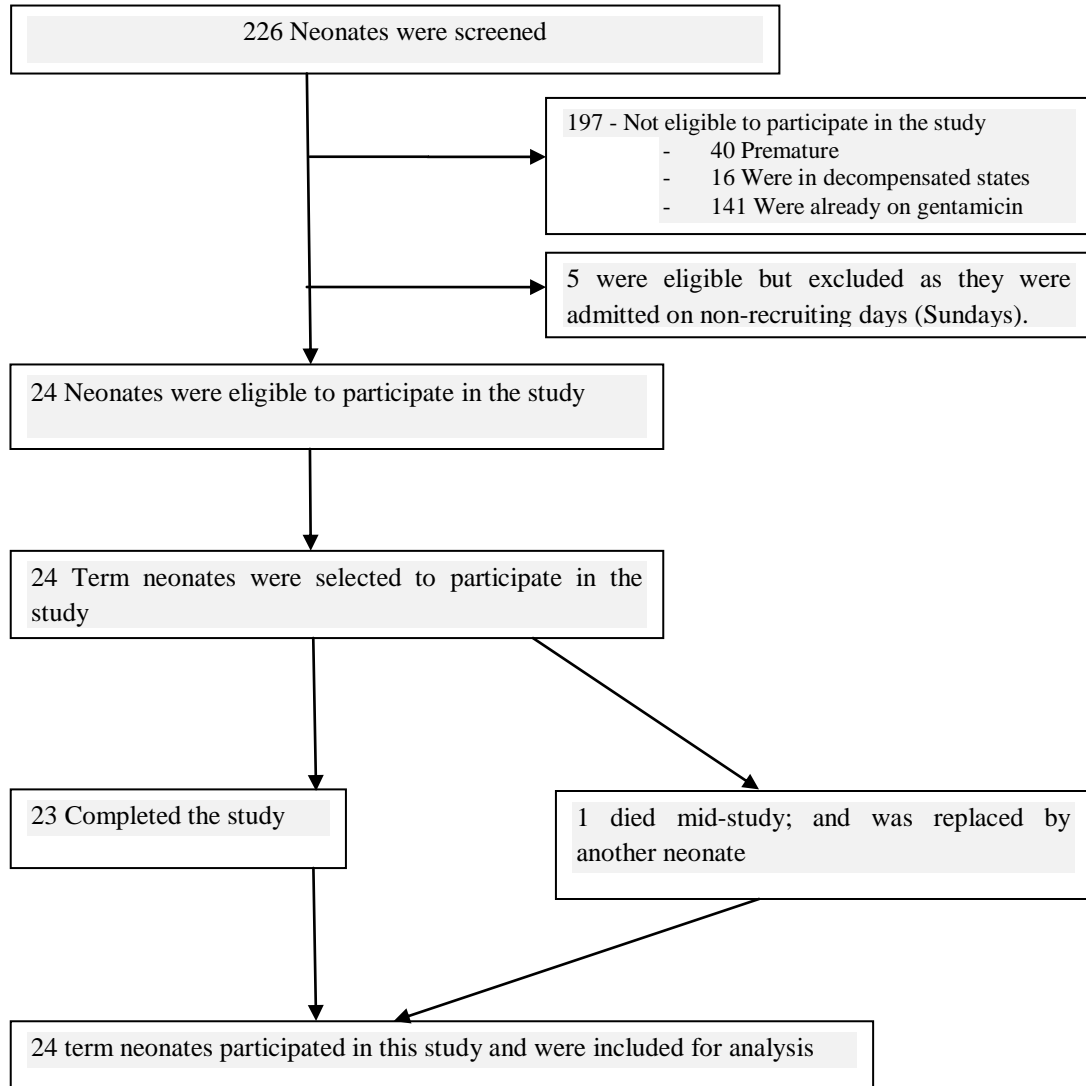 226 Neonates were screened
197 - Not eligible to participate in the study
- 40 Premature
- 16 Were in decompensated states
- 141 Were already on gentamicin
5 were eligible but excluded as they were
admitted on non-recruiting days (Sundays).
24 Neonates were eligible to participate in the study
24 Term neonates were selected to participate in the
study
23 Completed the study
1 died mid-study; and was replaced by
another neonate
24 term neonates participated in this study and were included for analysis